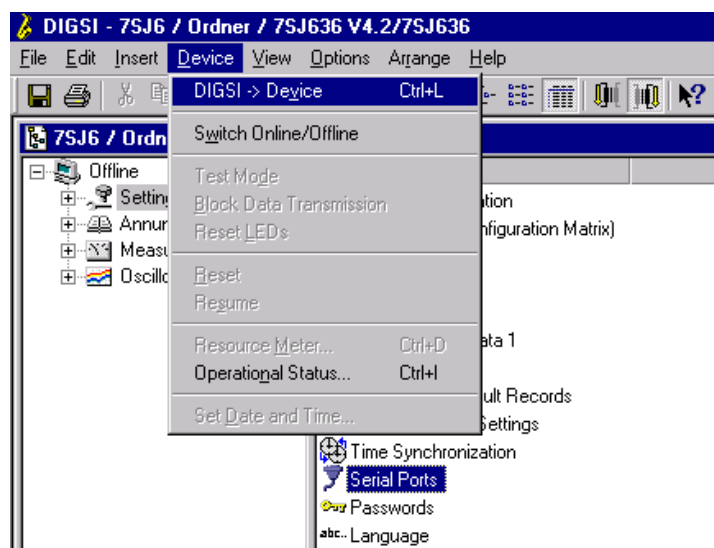 DIGSI - 7SJ6 / Ordner / 7SJ636 V4.2/7SJ636
File Edit Insert Device View Options Arrange Help
DIGSI -> Device Ctrl+L
Switch Online/Offline
Test Mode
Block Data Transmission
Reset LEDs
Reset
Resume
Resource Meter... Ctrl+D
Operational Status... Ctrl+I
Set Date and Time...
7SJ6 / Ordn
Offline
Settin
Annun
Measu
Oscillo
ation
nfiguration Matrix)
ata 1
ult Records
Settings
Time Synchronization
Serial Ports
Passwords
abc.. Language